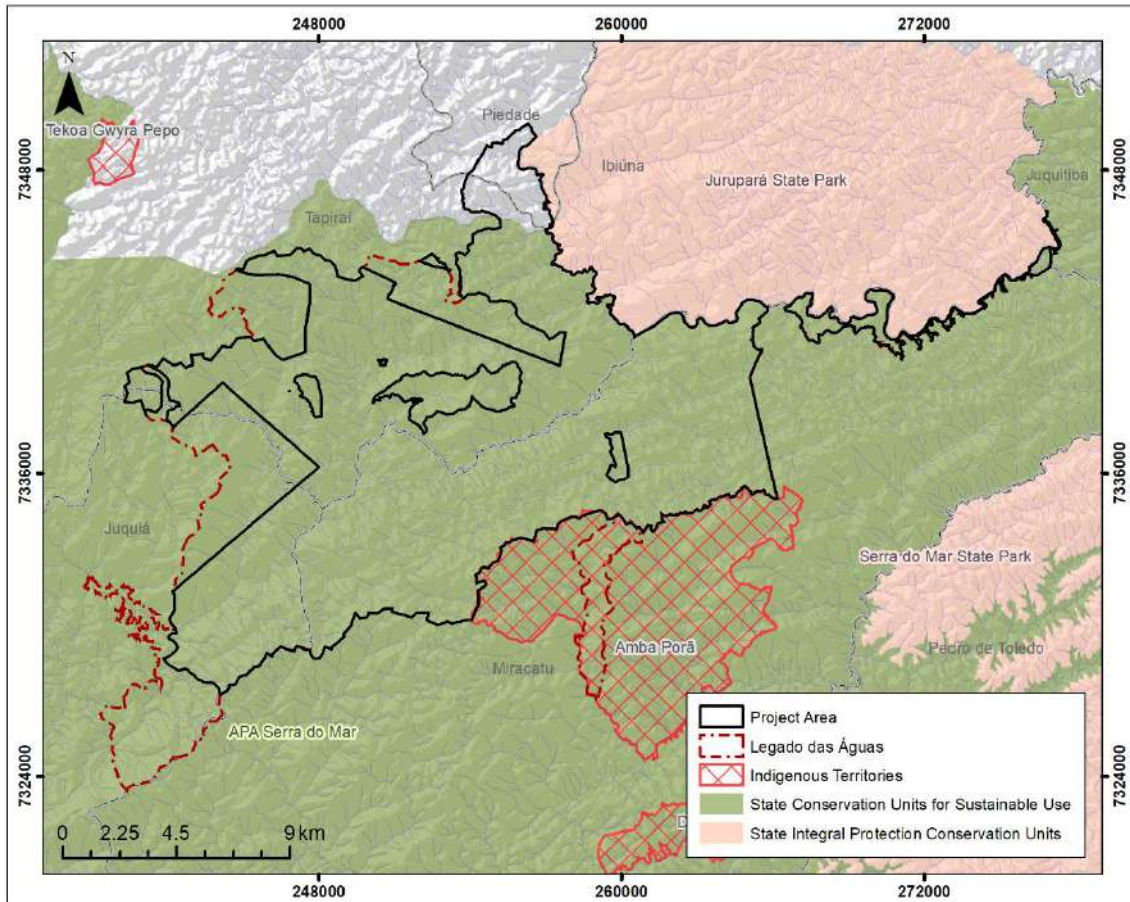 248000
260000
272000
N
Piedade
Tekoa Gwyra Pepo
Ibiúna
7348000
7348000
Jurupará State Park
Juquitiba
Tapiraí
7336000
7336000
Juquiá
Serra do Mar State Park
Amba Porã
Pedro de Toledo
Miracatu
APA Serra do Mar
Project Area
Legado das Águas
Indigenous Territories
State Conservation Units for Sustainable Use
State Integral Protection Conservation Units
7324000
7324000
0 2.25 4.5 9 km
248000
260000
272000